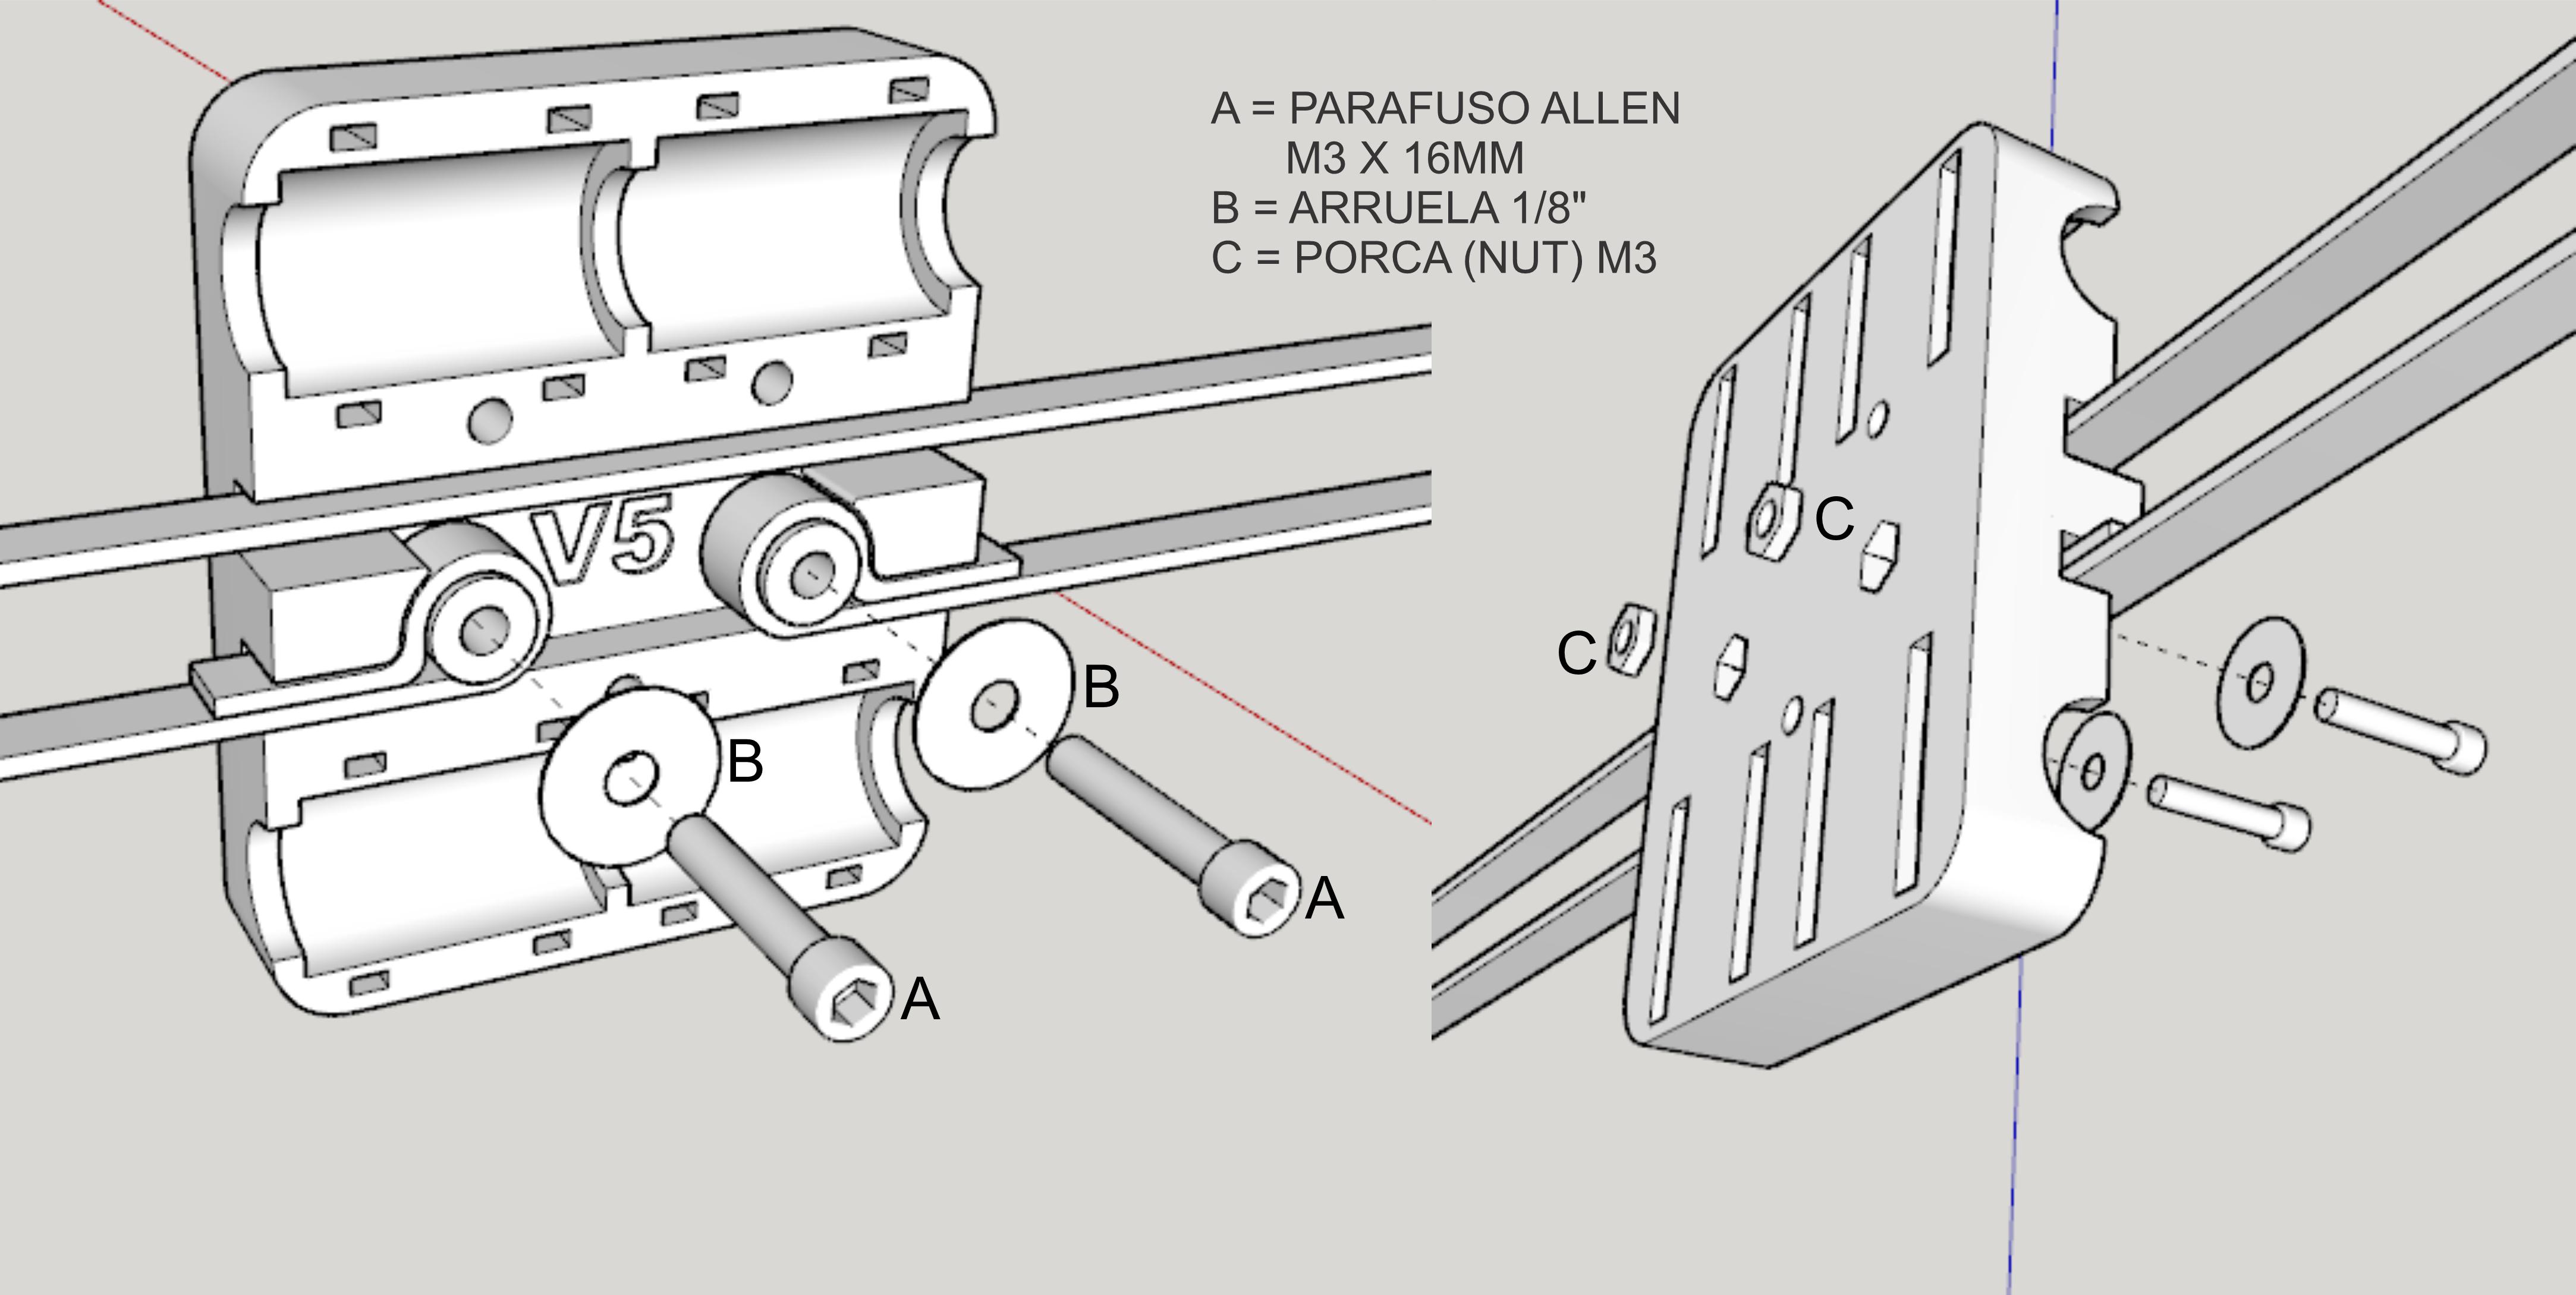 A = PARAFUSO ALLEN
M3 X 16MM
B = ARRUELA 1/8"
C = PORCA (NUT) M3
V5
B
B
A
A
C
C